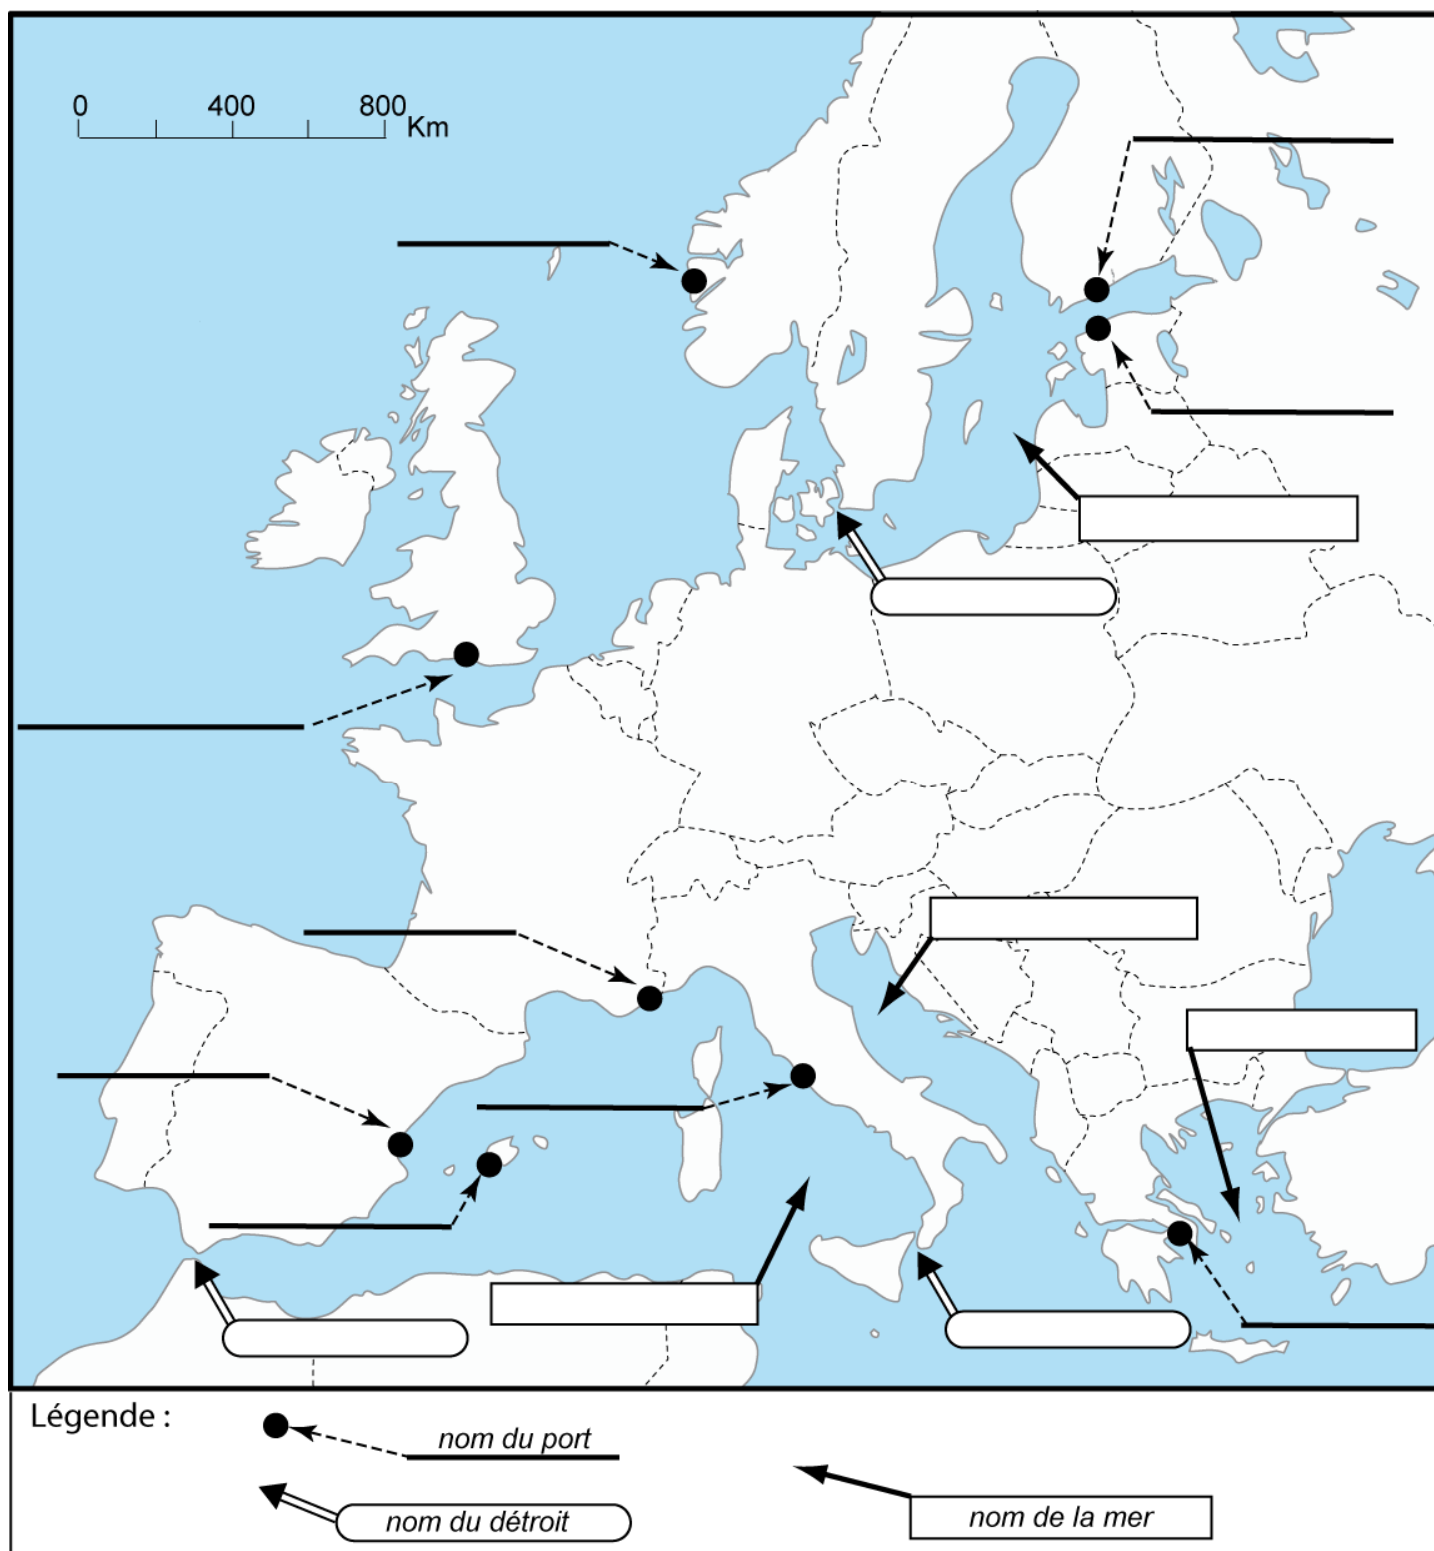 0 400 800
Km
Légende :
nom du port
nom du détroit
nom de la mer